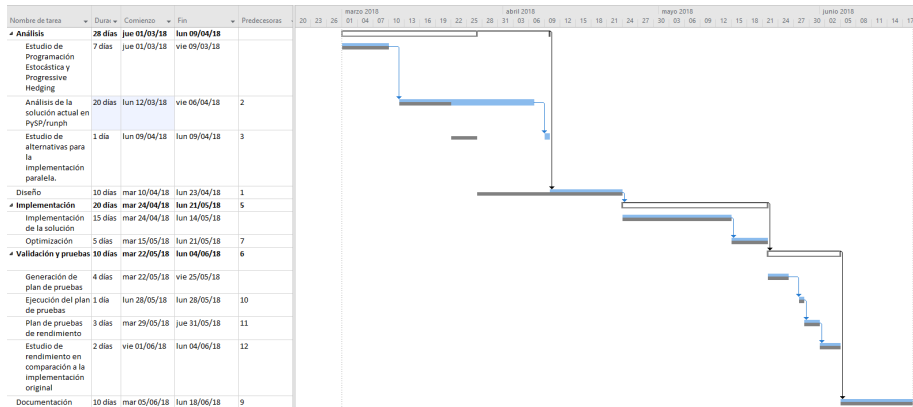 marzo 2018 abril 2018 mayo 2018 junio 2018
Nombre de tarea Durac Comienzo Fin Predecesoras 20 23 26 01 04 07 10 13 16 19 22 25 28 31 03 06 09 12 15 18 21 24 27 30 03 06 09 12 15 18 21 24 27 30 02 05 08 11 14 17
Análisis 28 días jue 01/03/18 lun 09/04/18
Estudio de 7 días jue 01/03/18 vie 09/03/18
Programación
Estocástica y
Progressive
Hedging
Análisis de la 20 días lun 12/03/18 vie 06/04/18 2
solución actual en
PySP/runph
Estudio de 1 día lun 09/04/18 lun 09/04/18 3
alternativas para
la
implementación
paralela.
Diseño 10 días mar 10/04/18 lun 23/04/18 1
Implementación 20 días mar 24/04/18 lun 21/05/18 5
Implementación 15 días mar 24/04/18 lun 14/05/18
de la solución
Optimización 5 días mar 15/05/18 lun 21/05/18 7
Validación y pruebas 10 días mar 22/05/18 lun 04/06/18 6
Generación de 4 días mar 22/05/18 vie 25/05/18
plan de pruebas
Ejecución del plan 1 día lun 28/05/18 lun 28/05/18 10
de pruebas
Plan de pruebas 3 días mar 29/05/18 jue 31/05/18 11
de rendimiento
Estudio de 2 días vie 01/06/18 lun 04/06/18 12
rendimiento en
comparación a la
implementación
original
Documentación 10 días mar 05/06/18 lun 18/06/18 9